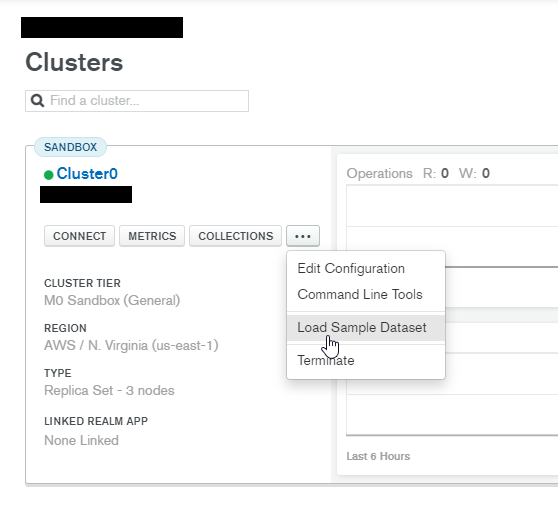 Clusters
Find a cluster...
SANDBOX
Cluster0
CONNECT METRICS COLLECTIONS ...
Edit Configuration
Command Line Tools
Load Sample Dataset
Terminate
CLUSTER TIER
M0 Sandbox (General)
REGION
AWS / N. Virginia (us-east-1)
TYPE
Replica Set - 3 nodes
LINKED REALM APP
None Linked
Operations R: 0 W: 0
Last 6 Hours